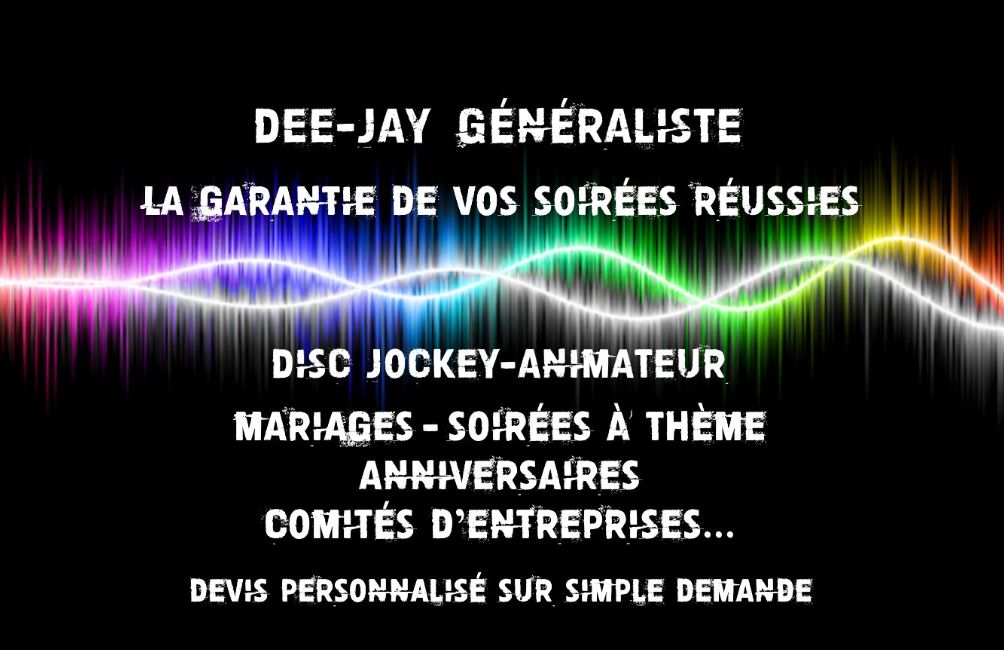 DEE-JAY GÉNÉRALISTE
LA GARANTIE DE VOS SOIRÉES RÉUSSIES
DISC JOCKEY-ANIMATEUR
MARIAGES - SOIRÉES À THÈME
ANNIVERSAIRES
COMITÉS D'ENTREPRISES...
DEVIS PERSONNALISÉ SUR SIMPLE DEMANDE